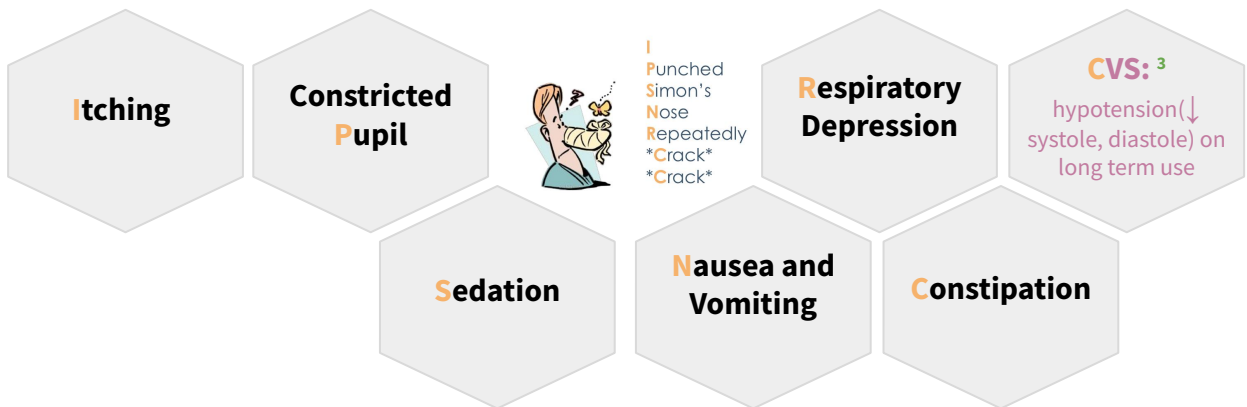 Itching
Constricted
Pupil
I
Punched
Simon's
Nose
Repeatedly
*Crack*
*Crack*
Respiratory
Depression
CVS: 3
hypotension(↓
systole, diastole) on
long term use
Sedation
Nausea and
Vomiting
Constipation